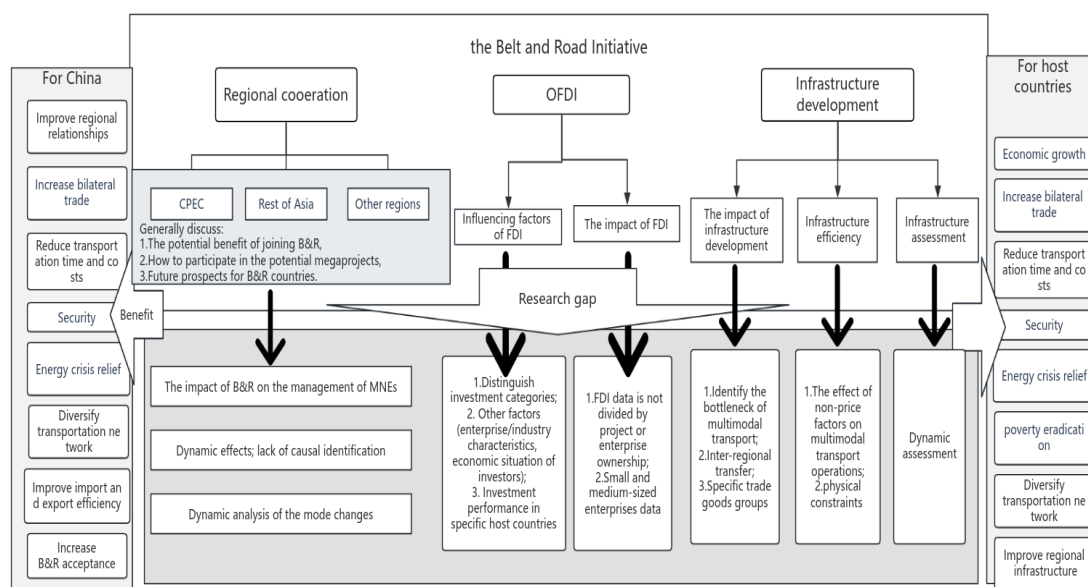 the Belt and Road Initiative
For China
Improve regional
relationships
Increase bilateral
trade
Reduce transport
ation time and co
sts
Security
Energy crisis relief
Diversify
transportation ne
twork
Improve import an
d export efficiency
Increase
B&R acceptance
Benefit
Regional cooeration
CPEC
Rest of Asia
Other regions
Generally discuss:
1.The potential benefit of joining B&R,
2.How to participate in the potential megaprojects,
3.Future prospects for B&R countries.
OFDI
Influencing factors
of FDI
The impact of FDI
Infrastructure
development
The impact of
infrastructure
development
Infrastructure
efficiency
Infrastructure
assessment
Research gap
The impact of B&R on the management of MNEs
Dynamic effects; lack of causal identification
Dynamic analysis of the mode changes
1.Distinguish
investment categories;
2. Other factors
(enterprise/industry
characteristics,
economic situation of
investors);
3. Investment
performance in
specific host countries
1.FDI data is not
divided by
project or
enterprise
ownership;
2.Small and
medium-sized
enterprises data
1.Identify the
bottleneck of
multimodal
transport;
2.Inter-regional
transfer;
3.Specific trade
goods groups
1.The effect of
non-price
factors on
multimodal
transport
operations;
2.physical
constraints
Dynamic
assessment
For host
countries
Economic growth
Increase bilateral
trade
Reduce transport
ation time and co
sts
Security
Energy crisis relief
poverty eradicati
on
Diversify
transportation ne
twork
Improve regional
infrastructure